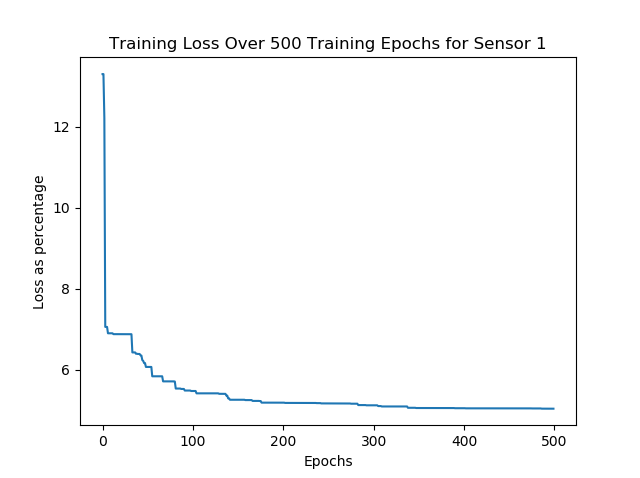 Training Loss Over 500 Training Epochs for Sensor 1
Loss as percentage
12
10
8
6
0 100 200 300 400 500
Epochs